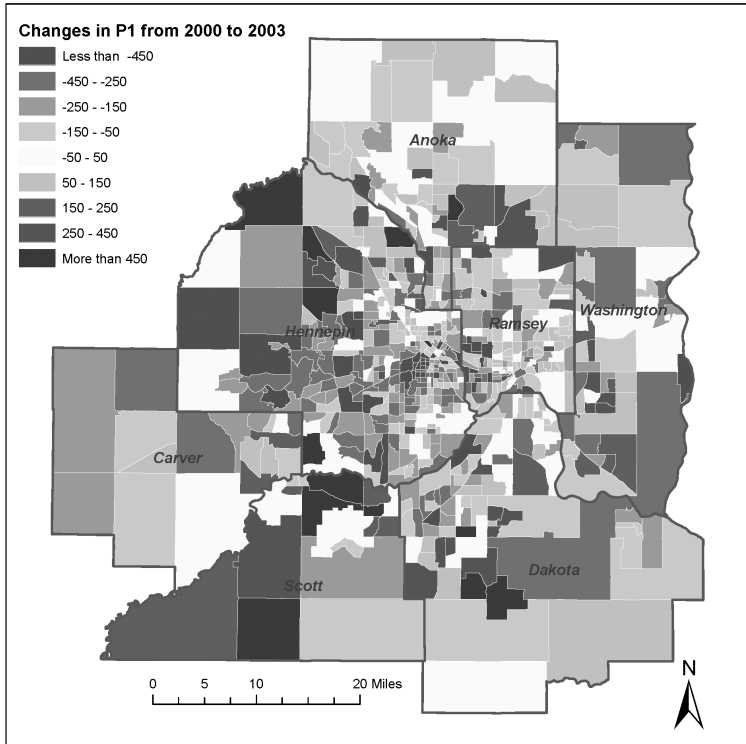 Changes in P1 from 2000 to 2003
Less than -450
-450 - -250
-250 - -150
-150 - -50
-50 - 50
50 - 150
150 - 250
250 - 450
More than 450
Anoka
Hennepin
Ramsey
Washington
Carver
Scott
Dakota
0 5 10 20 Miles
N